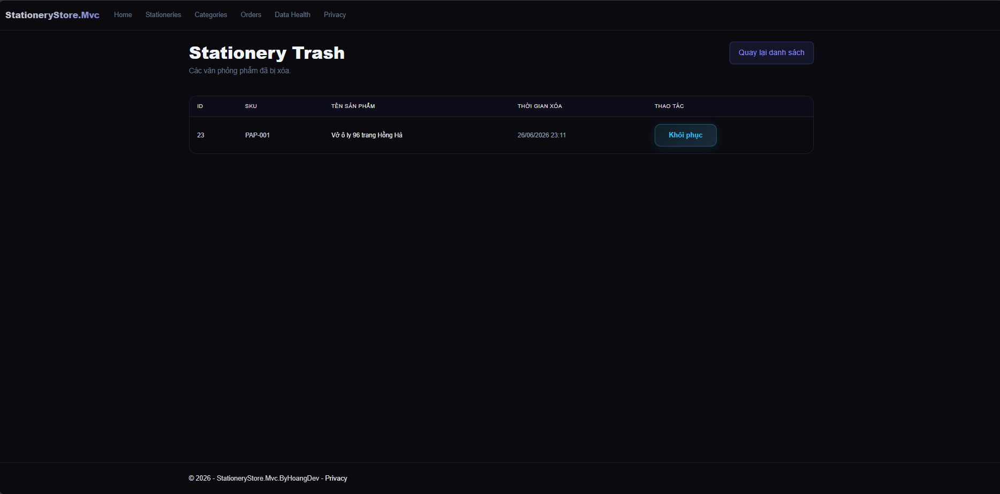 StationeryStore.Mvc Home Stationeries Categories Orders Data Health Privacy
Stationery Trash
Quay lại danh sách
Các văn phòng phẩm đã bị xóa.
ID SKU TÊN SẢN PHẨM THỜI GIAN XÓA THAO TÁC
23 PAP-001 Vở ô ly 96 trang Hồng Hà 26/06/2026 23:11 Khôi phục
© 2026 - StationeryStore.Mvc.ByHoangDev - Privacy